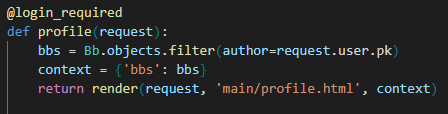 @login_required
def profile(request):
    bbs = Bb.objects.filter(author=request.user.pk)
    context = {'bbs': bbs}
    return render(request, 'main/profile.html', context)